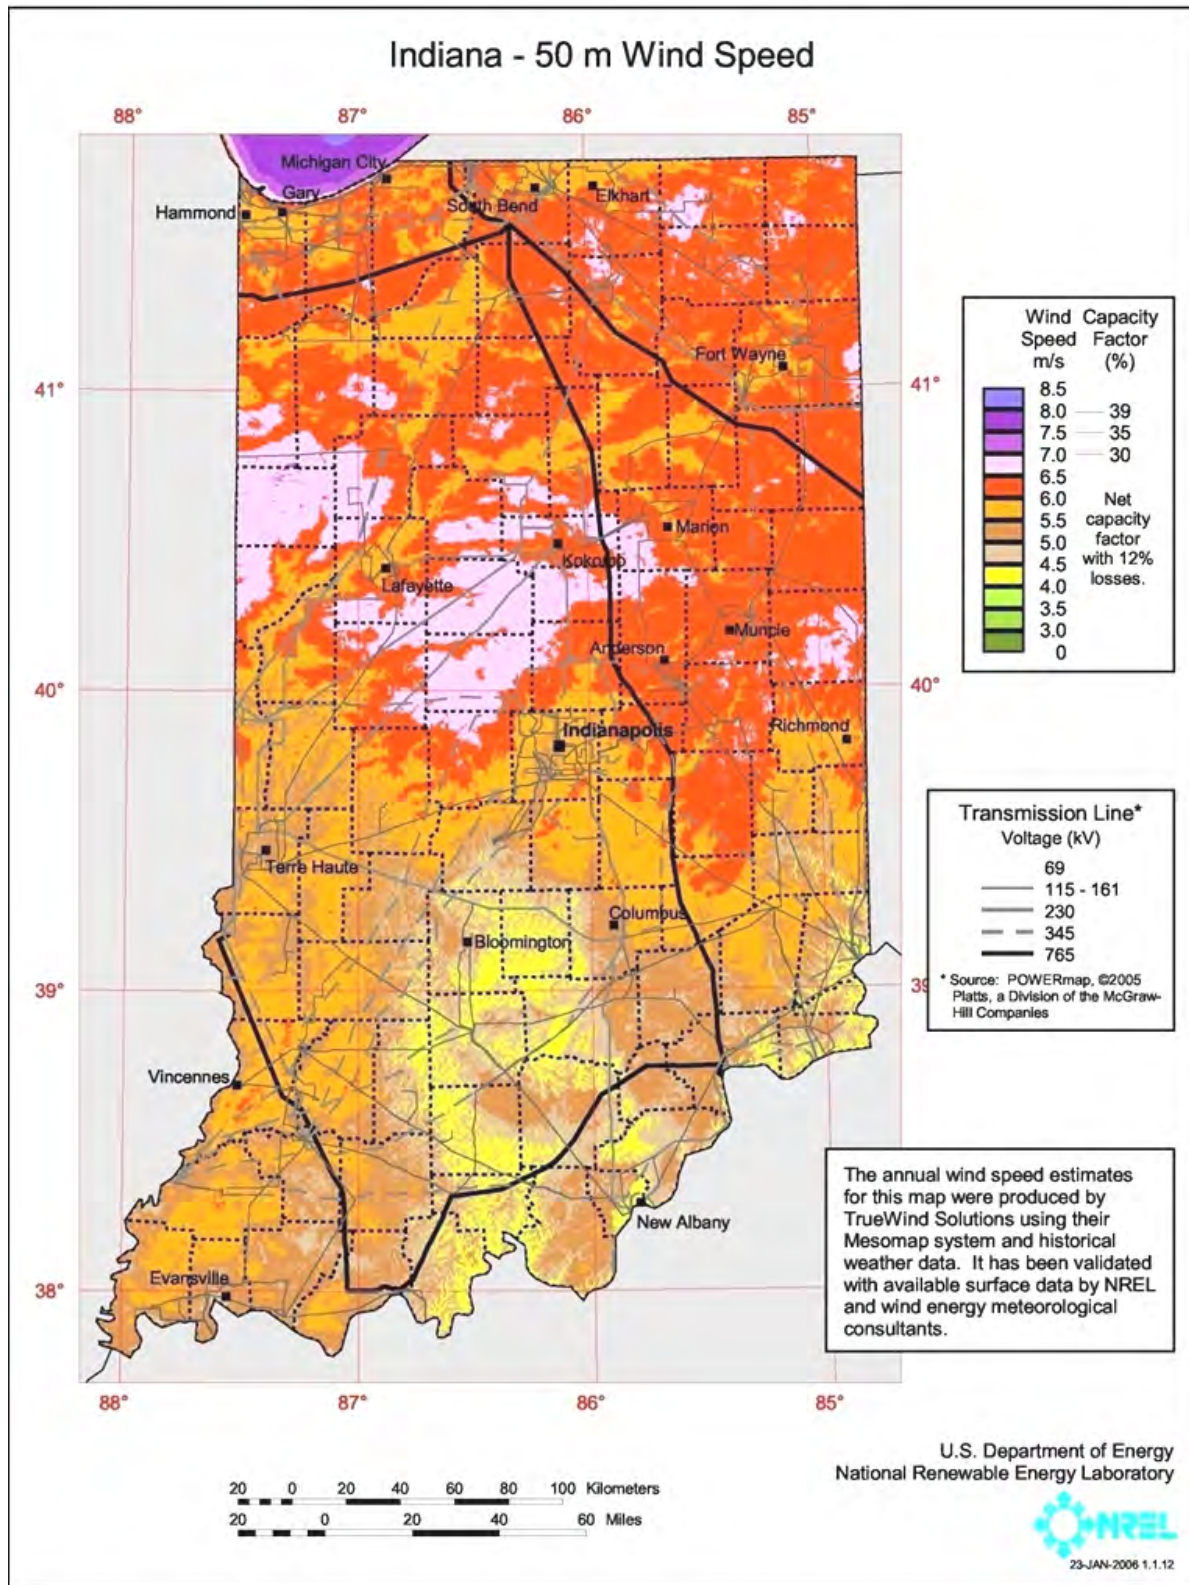 Indiana - 50 m Wind Speed
88° 87° 86° 85°
Michigan City
Gary
Hammond
South Bend
Elkhart
Fort Wayne
41° 41°
Marion
Kokomo
Lafayette
Muncie
Anderson
40° 40°
Richmond
Indianapolis
Terre Haute
Columbus
Bloomington
39° 39
Vincennes
New Albany
Evansville
38°
88° 87° 86° 85°
Wind Capacity
Speed Factor
m/s (%)
8.5
8.0 39
7.5 35
7.0 30
6.5
6.0
5.5
5.0
4.5
4.0
3.5
3.0
0
Net
capacity
factor
with 12%
losses.
Transmission Line*
Voltage (kV)
69
115 - 161
230
345
765
* Source: POWERmap, ©2005
Platts, a Division of the McGraw-
Hill Companies
The annual wind speed estimates
for this map were produced by
TrueWind Solutions using their
Mesomap system and historical
weather data. It has been validated
with available surface data by NREL
and wind energy meteorological
consultants.
U.S. Department of Energy
National Renewable Energy Laboratory
20 0 20 40 60 80 100 Kilometers
20 0 20 40 60 Miles
NREL
23-JAN-2006 1.1.12